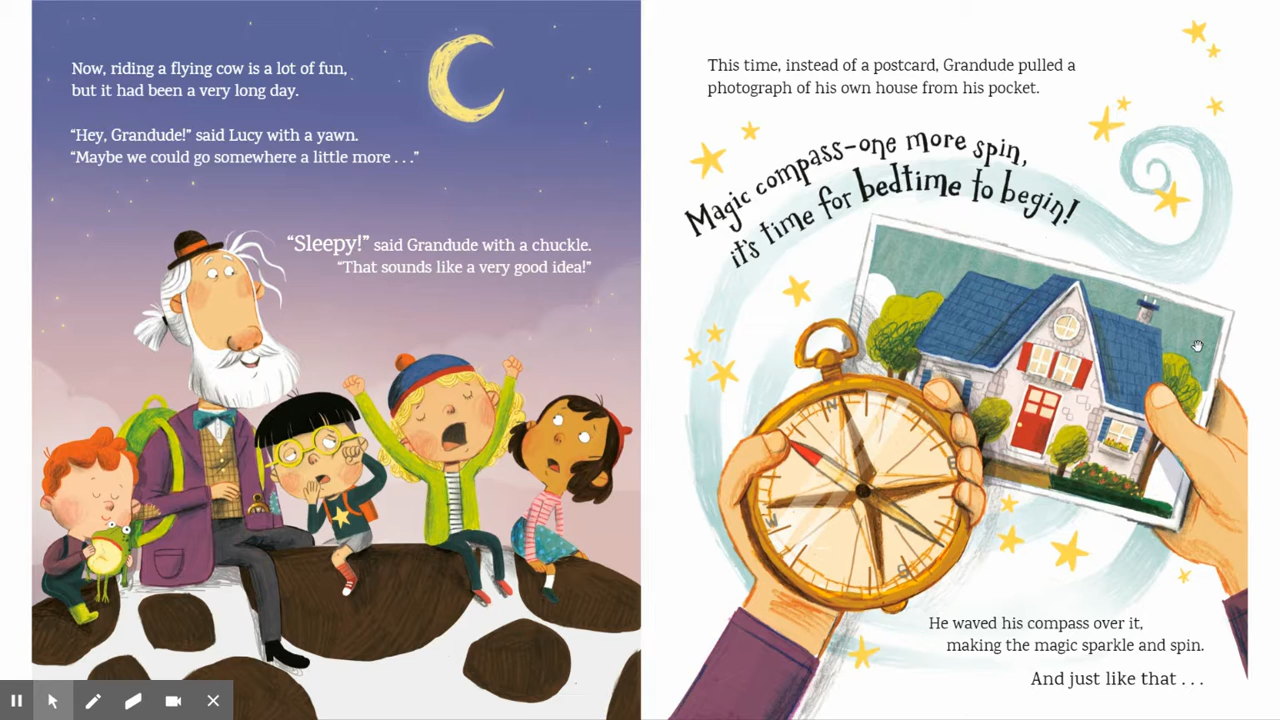 Now, riding a flying cow is a lot of fun,
but it had been a very long day.
“Hey, Grandude!” said Lucy with a yawn.
“Maybe we could go somewhere a little more . . .”
“Sleepy!” said Grandude with a chuckle.
“That sounds like a very good idea!”
This time, instead of a postcard, Grandude pulled a
photograph of his own house from his pocket.
Magic compass–one more spin,
it’s time for bedtime to begin!
N
E
W
S
He waved his compass over it,
making the magic sparkle and spin.
And just like that . . .